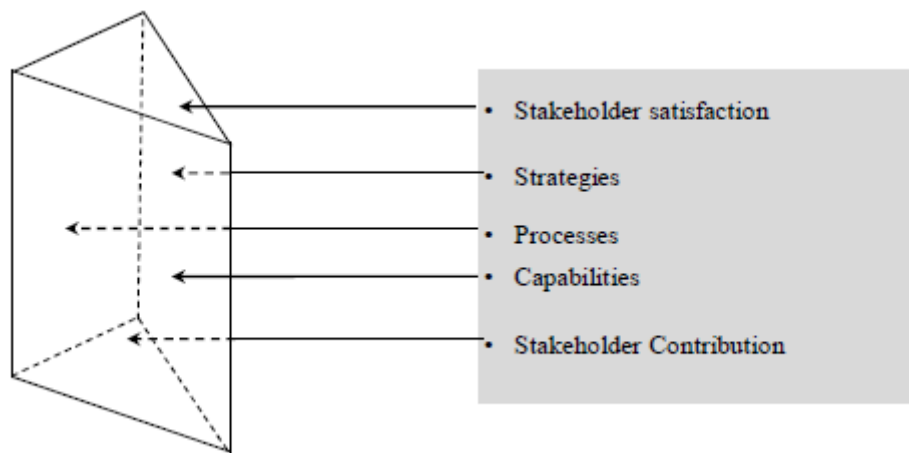 • Stakeholder satisfaction
• Strategies
• Processes
• Capabilities
• Stakeholder Contribution